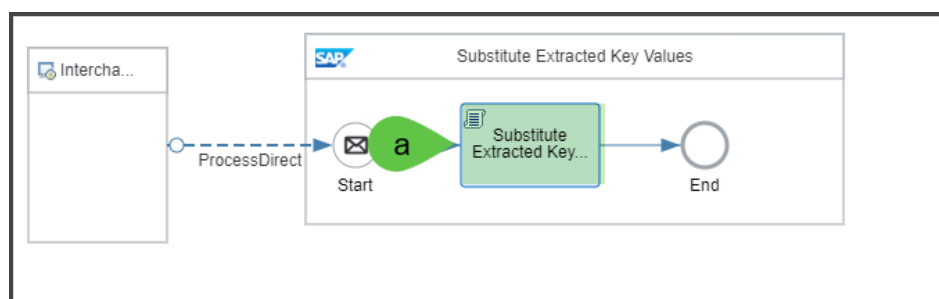 Intercha...
SAP
Substitute Extracted Key Values
ProcessDirect
Start
a
Substitute
Extracted Key...
End